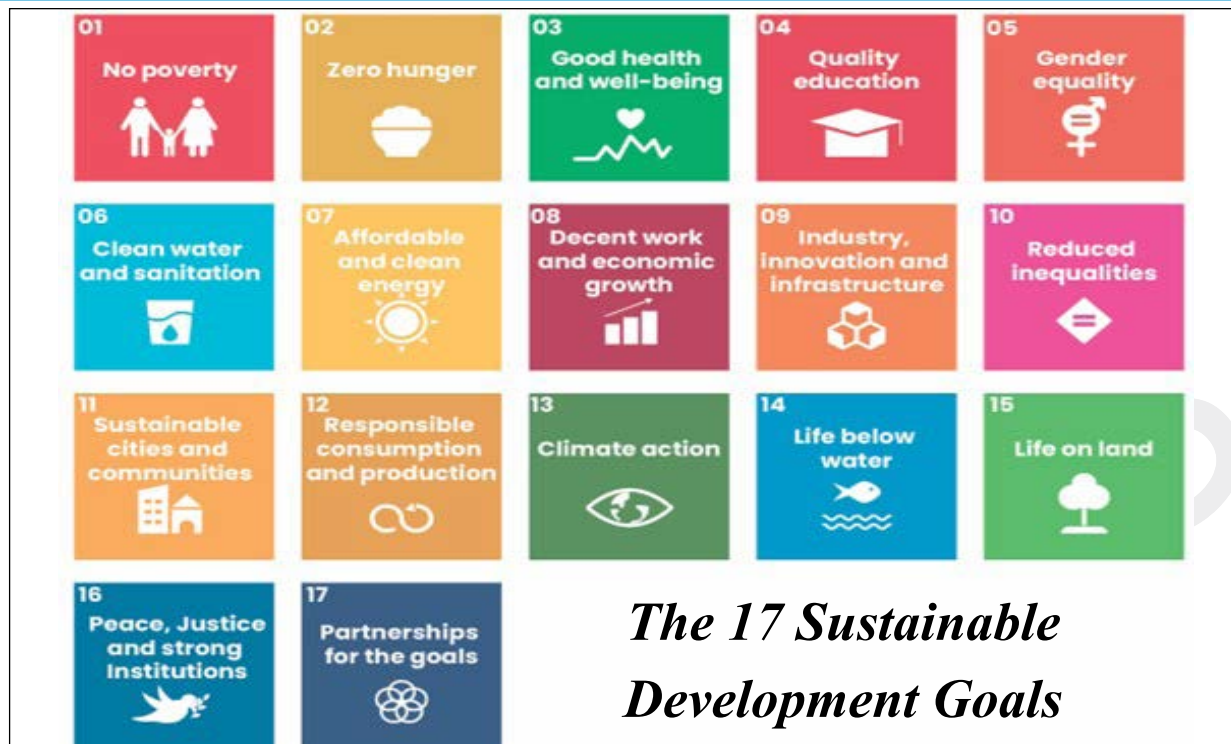 01
No poverty
02
Zero hunger
03
Good health
and well-being
04
Quality
education
05
Gender
equality
06
Clean water
and sanitation
07
Affordable
and clean
energy
08
Decent work
and economic
growth
09
Industry,
innovation and
infrastructure
10
Reduced
inequalities
11
Sustainable
cities and
communities
12
Responsible
consumption
and production
13
Climate action
14
Life below
water
15
Life on land
16
Peace, Justice
and strong
Institutions
17
Partnerships
for the goals
The 17 Sustainable
Development Goals